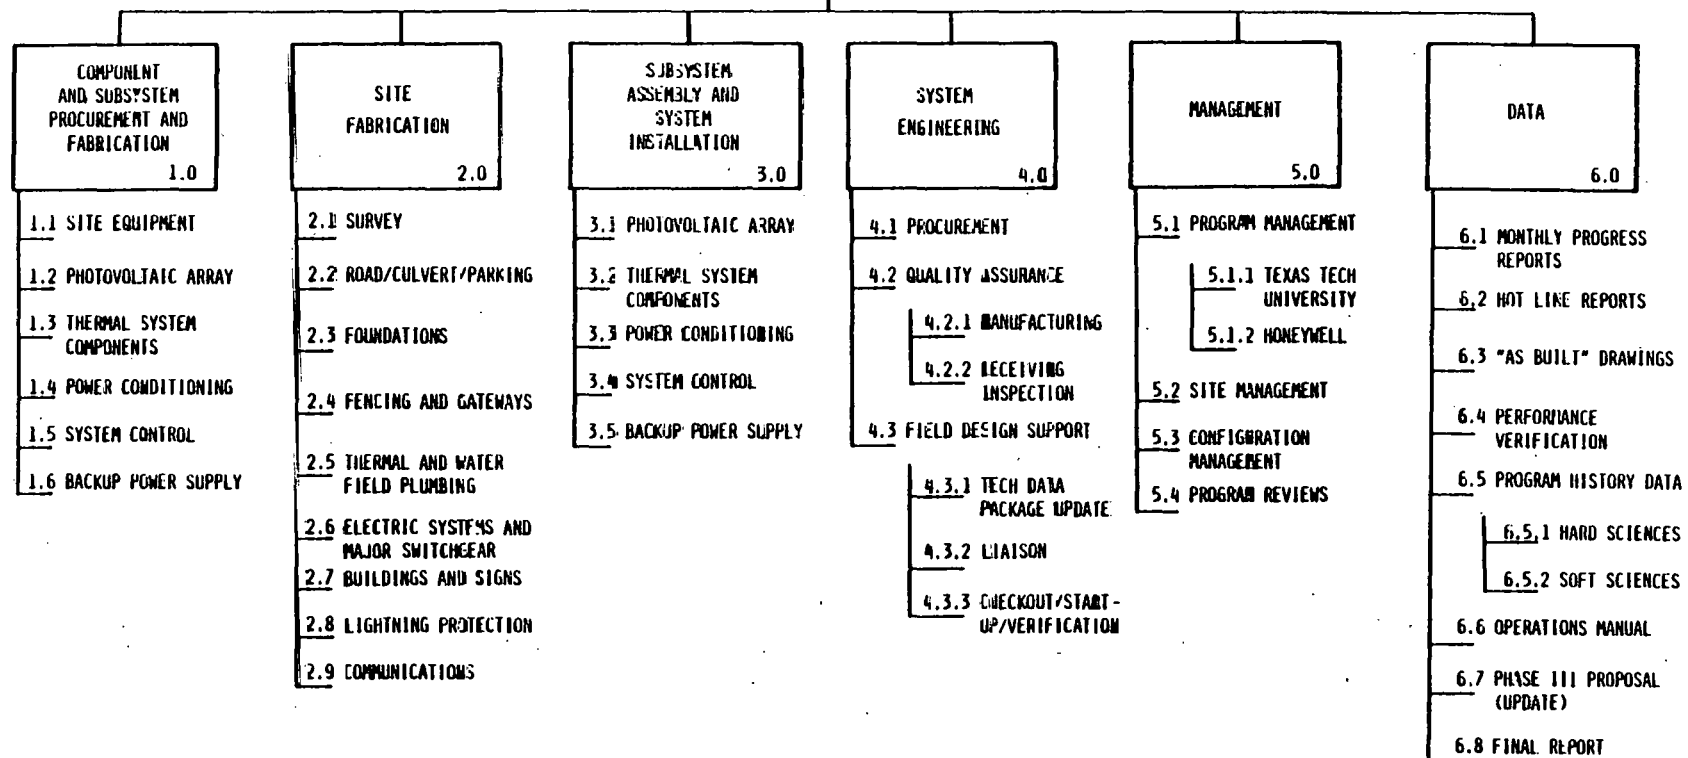 COMPONENT
AND SUBSYSTEM
PROCUREMENT AND
FABRICATION
1.0
1.1 SITE EQUIPMENT
1.2 PHOTOVOLTAIC ARRAY
1.3 THERMAL SYSTEM
COMPONENTS
1.4 POWER CONDITIONING
1.5 SYSTEM CONTROL
1.6 BACKUP POWER SUPPLY
SITE
FABRICATION
2.0
2.1 SURVEY
2.2 ROAD/CULVERT/PARKING
2.3 FOUNDATIONS
2.4 FENCING AND GATEWAYS
2.5 THERMAL AND WATER
FIELD PLUMBING
2.6 ELECTRIC SYSTEMS AND
MAJOR SWITCHGEAR
2.7 BUILDINGS AND SIGNS
2.8 LIGHTNING PROTECTION
2.9 COMMUNICATIONS
SUBSYSTEM
ASSEMBLY AND
SYSTEM
INSTALLATION
3.0
3.1 PHOTOVOLTAIC ARRAY
3.2 THERMAL SYSTEM
COMPONENTS
3.3 POWER CONDITIONING
3.4 SYSTEM CONTROL
3.5 BACKUP POWER SUPPLY
SYSTEM
ENGINEERING
4.0
4.1 PROCUREMENT
4.2 QUALITY ASSURANCE
4.2.1 MANUFACTURING
4.2.2 RECEIVING
INSPECTION
4.3 FIELD DESIGN SUPPORT
4.3.1 TECH DATA
PACKAGE UPDATE
4.3.2 LIAISON
4.3.3 CHECKOUT/START-
UP/VERIFICATION
MANAGEMENT
5.0
5.1 PROGRAM MANAGEMENT
5.1.1 TEXAS TECH
UNIVERSITY
5.1.2 HONEYWELL
5.2 SITE MANAGEMENT
5.3 CONFIGURATION
MANAGEMENT
5.4 PROGRAM REVIEWS
DATA
6.0
6.1 MONTHLY PROGRESS
REPORTS
6.2 HOT LINE REPORTS
6.3 "AS BUILT" DRAWINGS
6.4 PERFORMANCE
VERIFICATION
6.5 PROGRAM HISTORY DATA
6.5.1 HARD SCIENCES
6.5.2 SOFT SCIENCES
6.6 OPERATIONS MANUAL
6.7 PHASE III PROPOSAL
(UPDATE)
6.8 FINAL REPORT